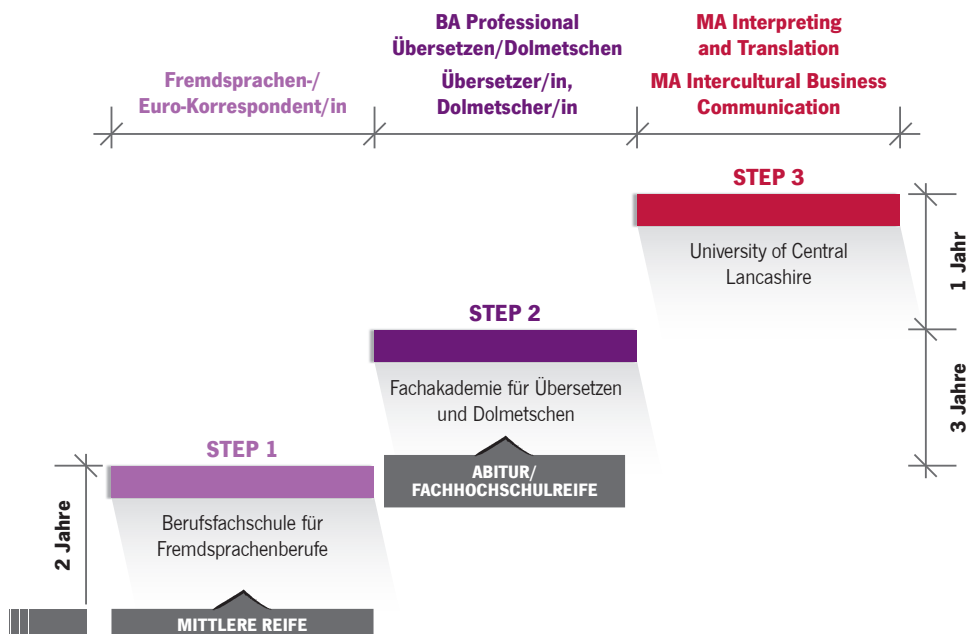 Fremdsprachen-/
Euro-Korrespondent/in
BA Professional
Übersetzen/Dolmetschen
Übersetzer/in,
Dolmetscher/in
MA Interpreting
and Translation
MA Intercultural Business
Communication
STEP 3
University of Central
Lancashire
1 Jahr
STEP 2
Fachakademie für Übersetzen
und Dolmetschen
3 Jahre
ABITUR/
FACHHOCHSCHULREIFE
STEP 1
Berufsfachschule für
Fremdsprachenberufe
2 Jahre
MITTLERE REIFE